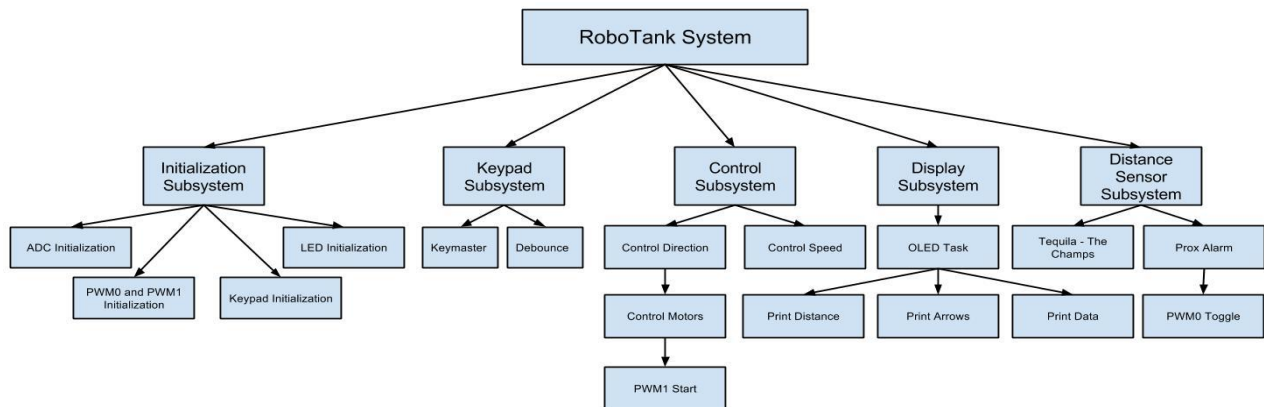 RoboTank System
Initialization
Subsystem
Keypad
Subsystem
Control
Subsystem
Display
Subsystem
Distance
Sensor
Subsystem
ADC Initialization
LED Initialization
Keymaster
Debounce
Control Direction
Control Speed
OLED Task
Tequila - The
Champs
Prox Alarm
PWM0 and PWM1
Initialization
Keypad Initialization
Control Motors
Print Distance
Print Arrows
Print Data
PWM0 Toggle
PWM1 Start